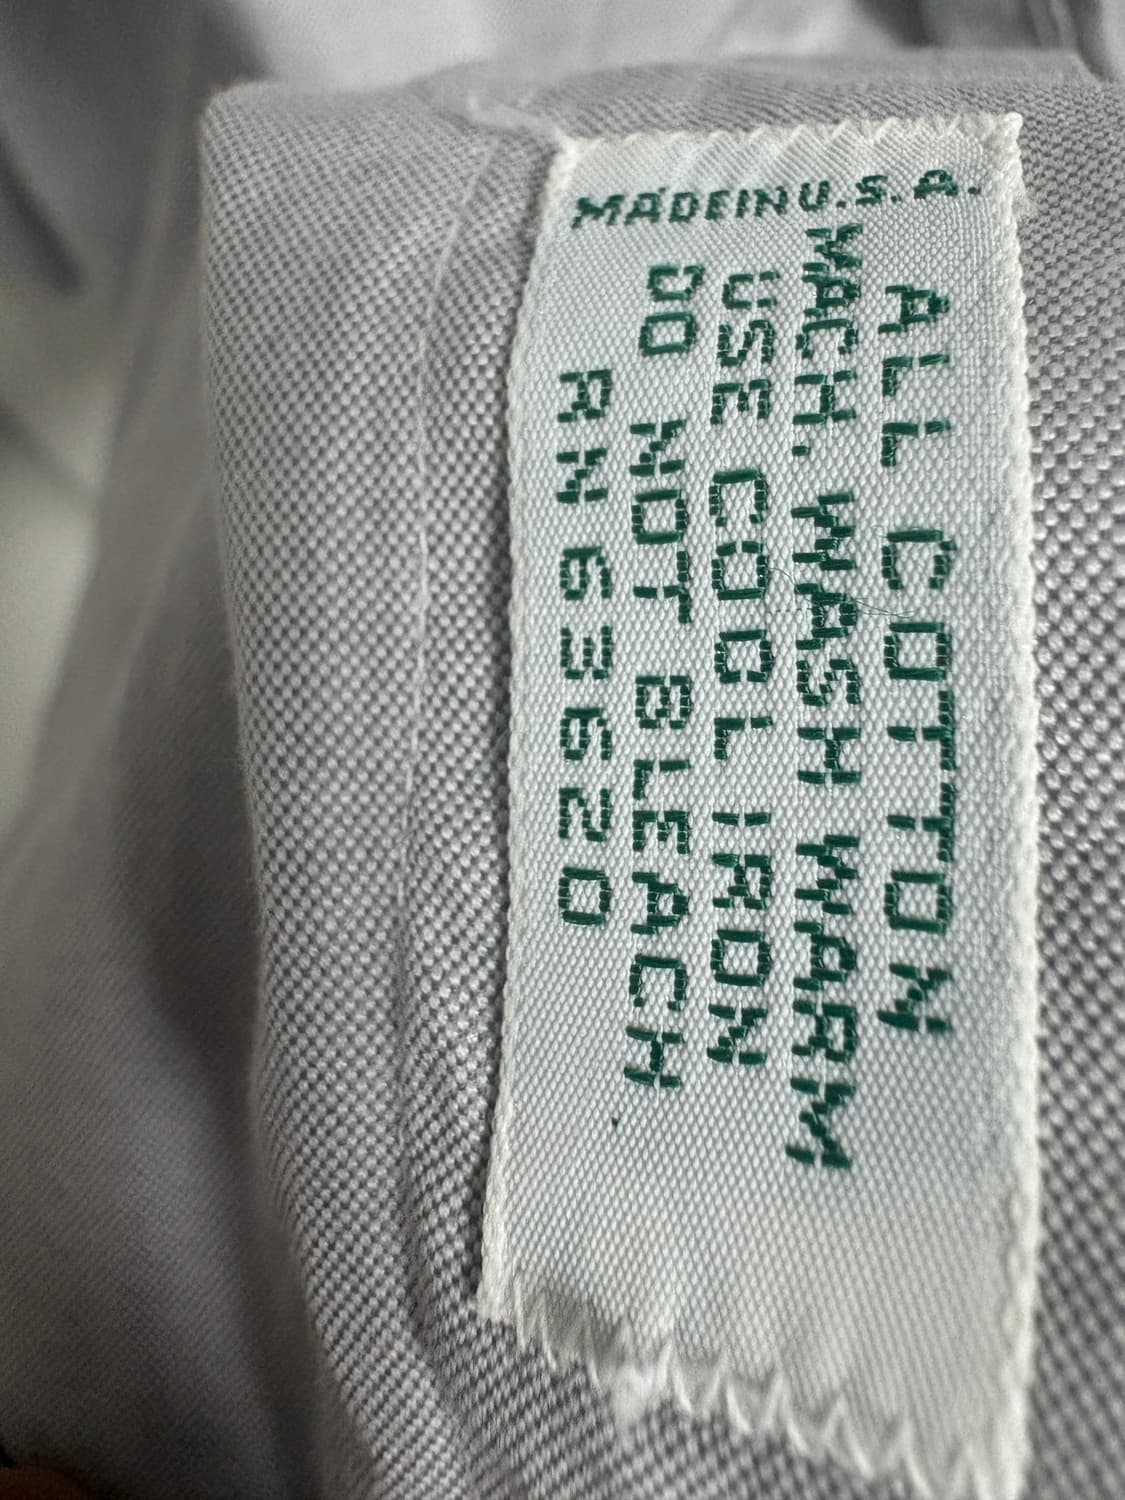 MADE IN U.S.A.
ALL COTTON
MACH. WASH WARM
USE COOL IRON
DO NOT BLEACH
RN 63620